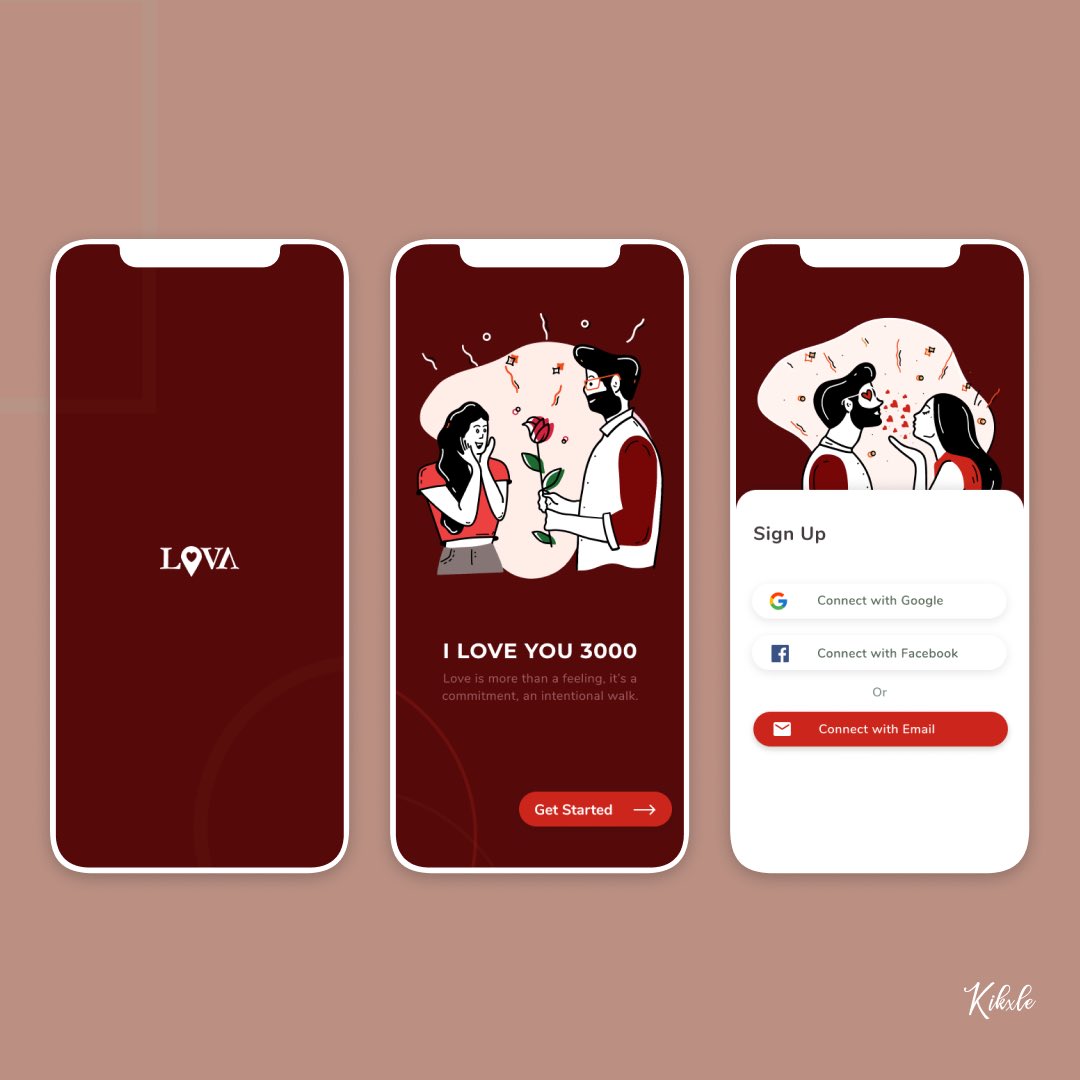 LOVA
I LOVE YOU 3000
Love is more than a feeling, it's a
commitment, an intentional walk.
Get Started
Sign Up
Connect with Google
Connect with Facebook
Or
Connect with Email
Kikxle